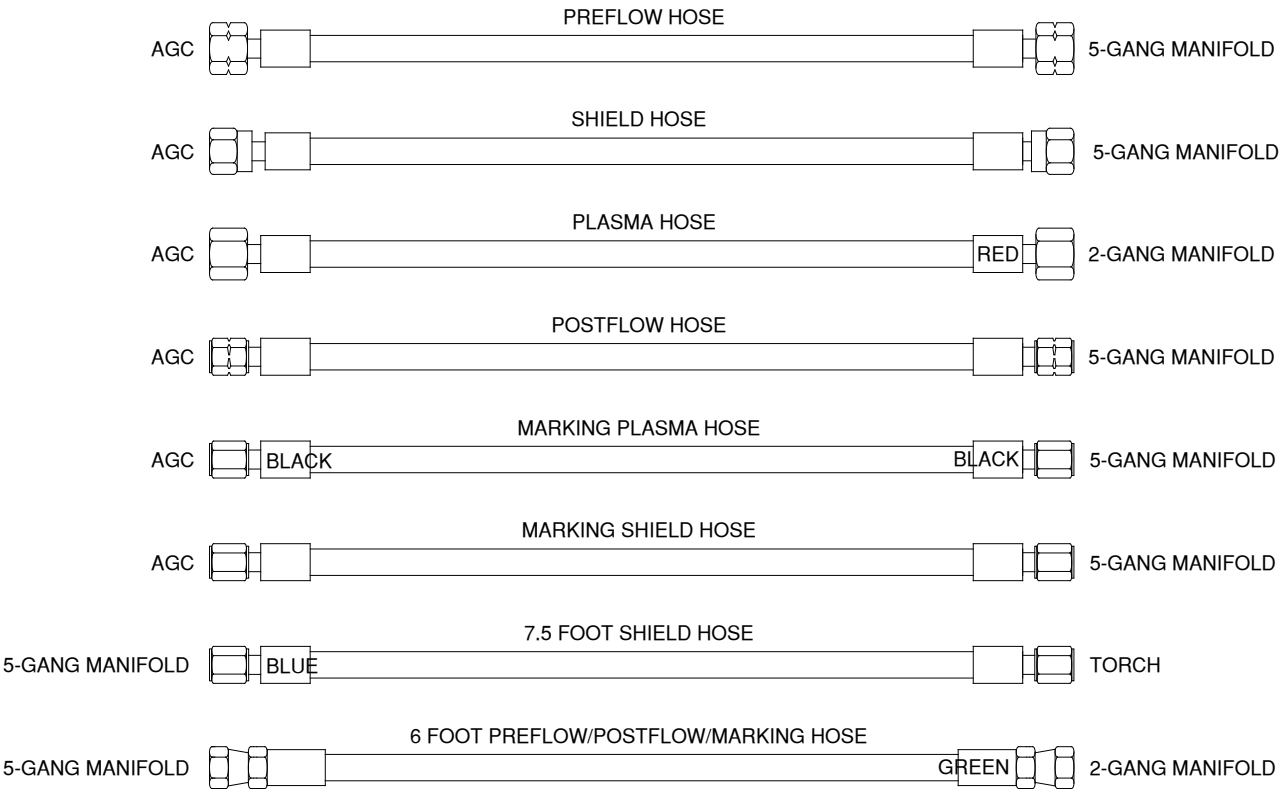 PREFLOW HOSE
AGC 5-GANG MANIFOLD
SHIELD HOSE
AGC 5-GANG MANIFOLD
PLASMA HOSE
AGC RED 2-GANG MANIFOLD
POSTFLOW HOSE
AGC 5-GANG MANIFOLD
MARKING PLASMA HOSE
AGC BLACK BLACK 5-GANG MANIFOLD
MARKING SHIELD HOSE
AGC 5-GANG MANIFOLD
7.5 FOOT SHIELD HOSE
5-GANG MANIFOLD BLUE TORCH
6 FOOT PREFLOW/POSTFLOW/MARKING HOSE
5-GANG MANIFOLD GREEN 2-GANG MANIFOLD